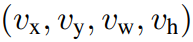 (v_x, v_y, v_w, v_h)